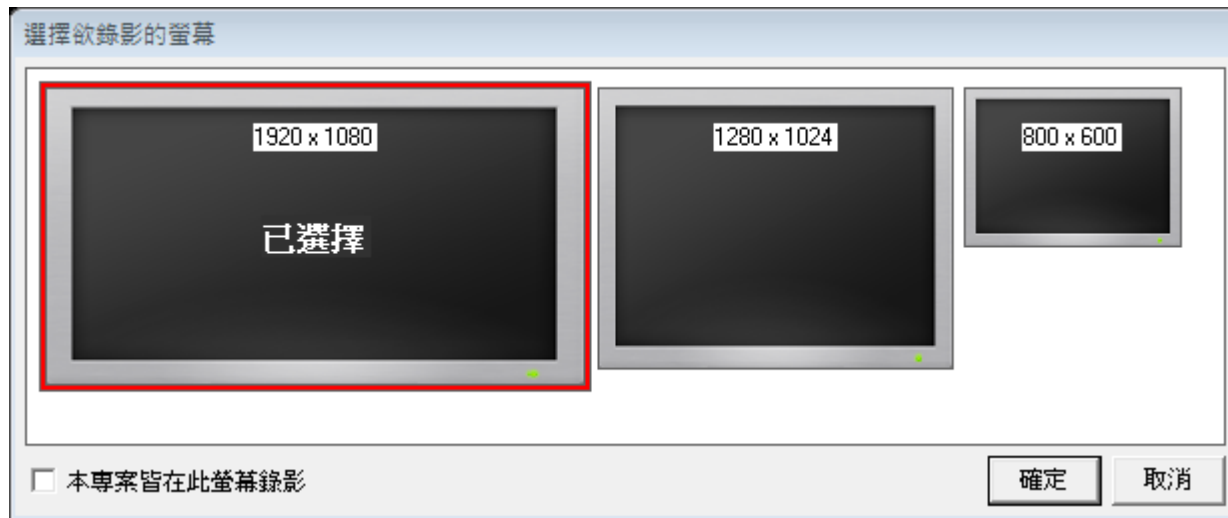 選擇欲錄影的螢幕
1920 x 1080
1280 x 1024
800 x 600
已選擇
本專案皆在此螢幕錄影
確定
取消